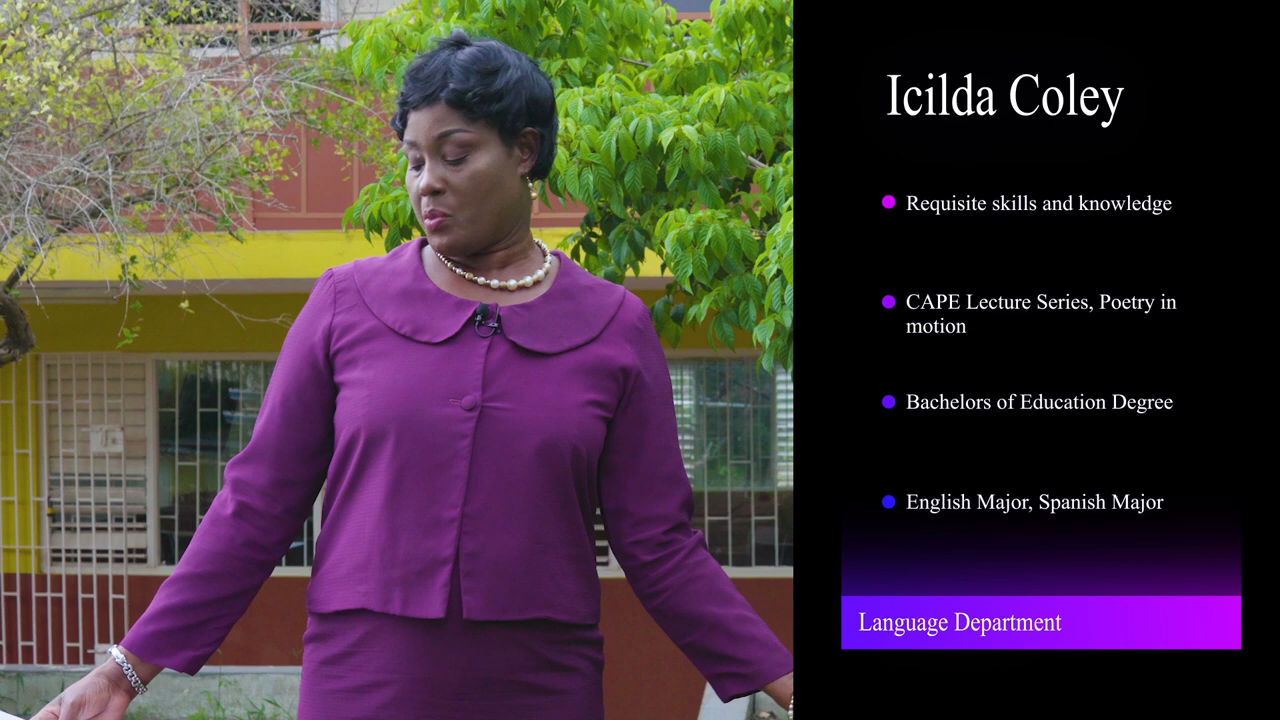 Icilda Coley
Requisite skills and knowledge
CAPE Lecture Series, Poetry in
motion
Bachelors of Education Degree
English Major, Spanish Major
Language Department